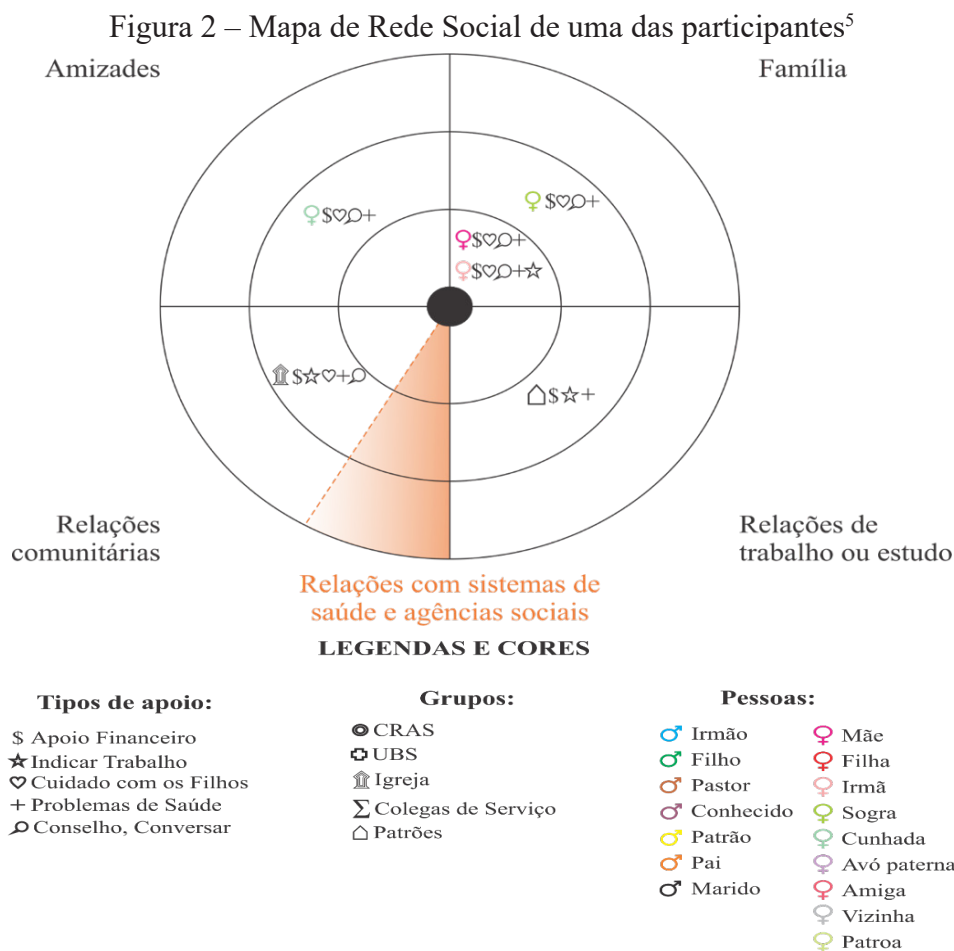 Figura 2 – Mapa de Rede Social de uma das participantes⁵
Amizades
Família
$
$
$
$
$
$
Relações
comunitárias
Relações de
trabalho ou estudo
Relações com sistemas de
saúde e agências sociais
LEGENDAS E CORES
Tipos de apoio:
$ Apoio Financeiro
Indicar Trabalho
Cuidado com os Filhos
+ Problemas de Saúde
Conselho, Conversar
Grupos:
CRAS
UBS
Igreja
Colegas de Serviço
Patrões
Pessoas:
Irmão
Filho
Pastor
Conhecido
Patrão
Pai
Marido
Mãe
Filha
Irmã
Sogra
Cunhada
Avó paterna
Amiga
Vizinha
Patroa